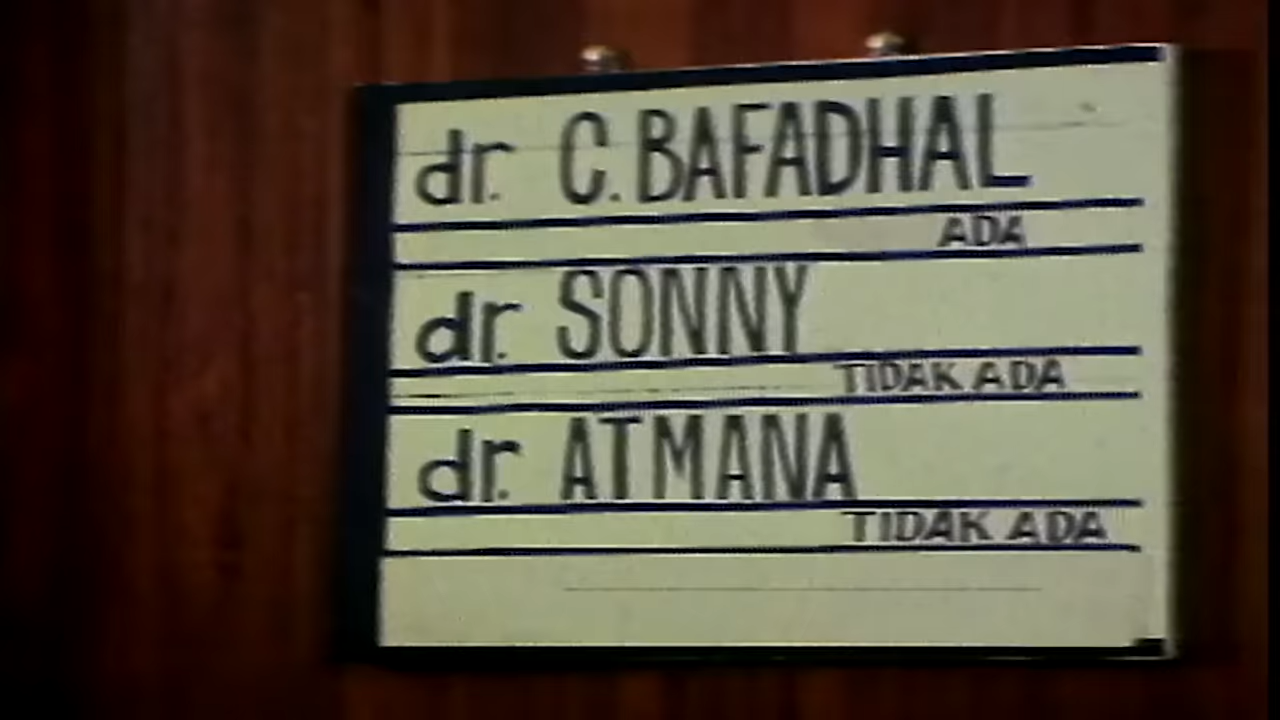 dr. C. BAFADHAL
ADA
dr. SONNY
TIDAK ADA
dr. ATMANA
TIDAK ADA